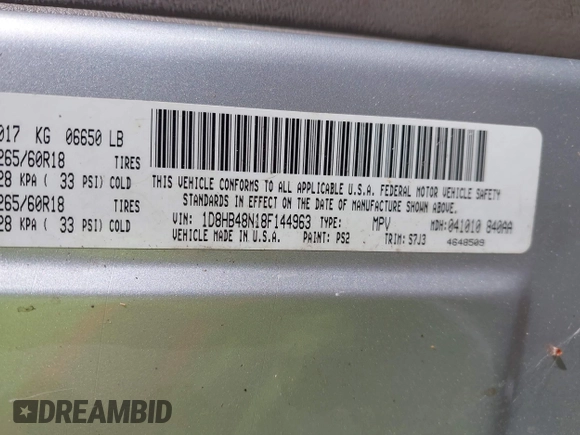 017 KG 06650 LB
265/60R18 TIRES
28 KPA ( 33 PSI) COLD
265/60R18 TIRES
28 KPA ( 33 PSI) COLD
THIS VEHICLE CONFORMS TO ALL APPLICABLE U.S.A. FEDERAL MOTOR VEHICLE SAFETY
STANDARDS IN EFFECT ON THE DATE OF MANUFACTURE SHOWN ABOVE.
VIN: 1D8HB48N18F144963 TYPE: MPV MDH: 041010 840AA
VEHICLE MADE IN U.S.A. PAINT: PS2 TRIM: S7J3 4648509
DREAMBID